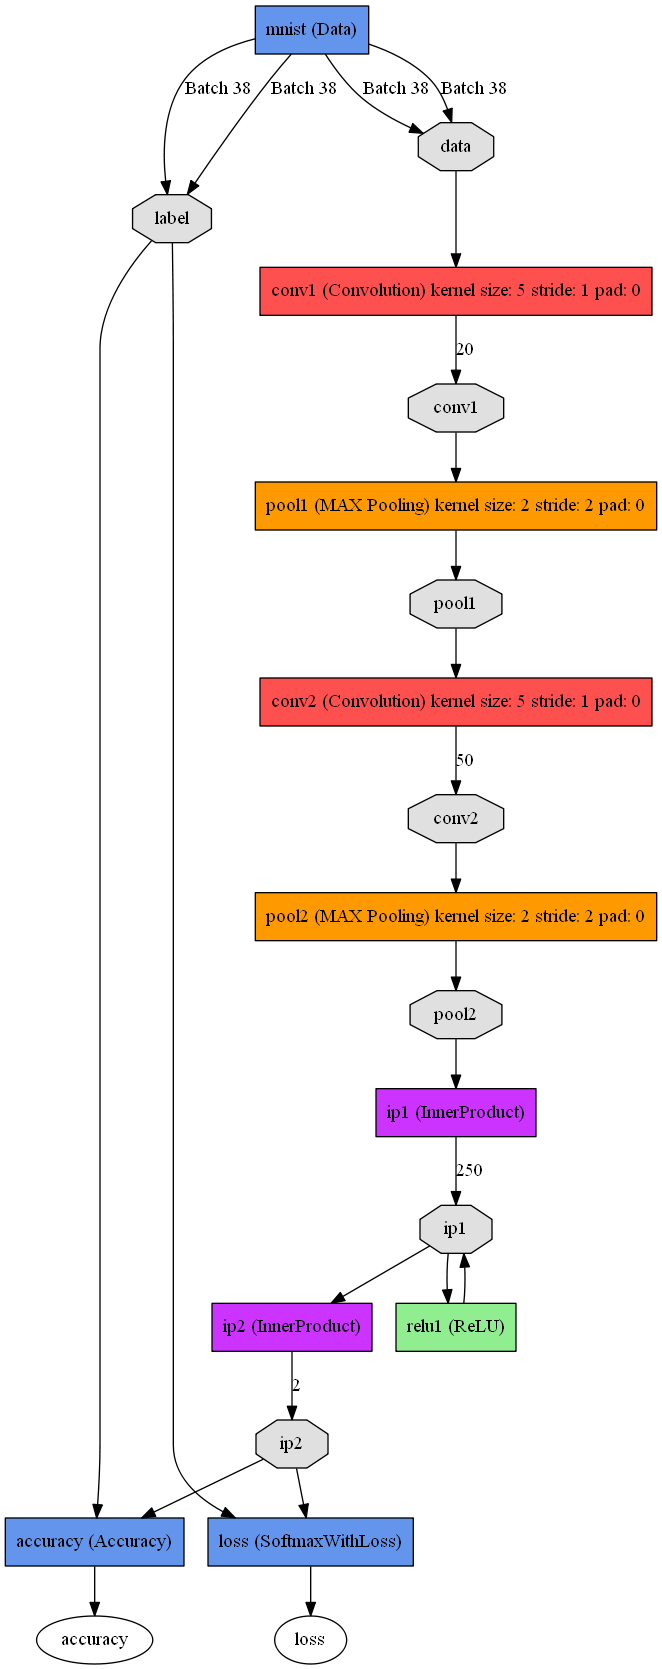 mnist (Data)
Batch 38
Batch 38
Batch 38
Batch 38
data
label
conv1 (Convolution) kernel size: 5 stride: 1 pad: 0
20
conv1
pool1 (MAX Pooling) kernel size: 2 stride: 2 pad: 0
pool1
conv2 (Convolution) kernel size: 5 stride: 1 pad: 0
50
conv2
pool2 (MAX Pooling) kernel size: 2 stride: 2 pad: 0
pool2
ip1 (InnerProduct)
250
ip1
ip2 (InnerProduct)
relu1 (ReLU)
2
ip2
accuracy (Accuracy)
loss (SoftmaxWithLoss)
accuracy
loss